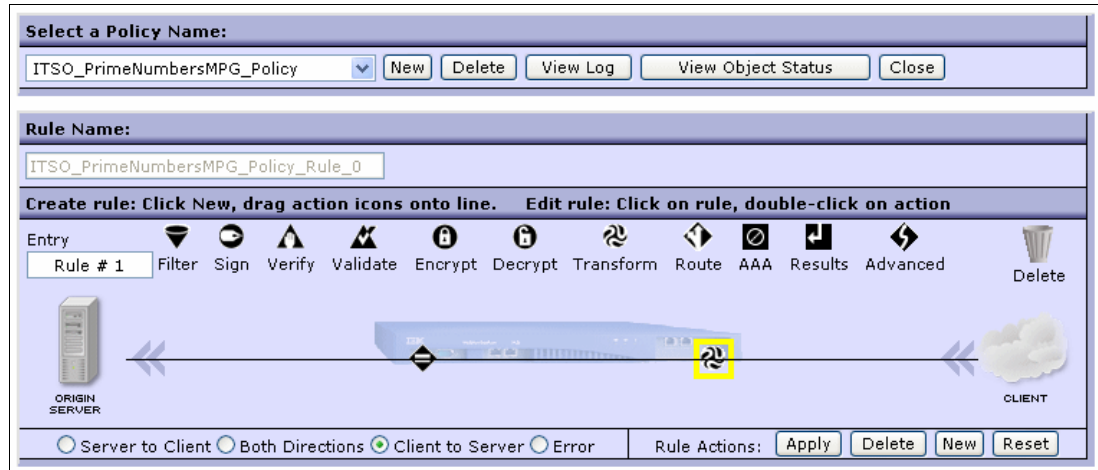 Select a Policy Name:
ITSO_PrimeNumbersMPG_Policy New Delete View Log View Object Status Close
Rule Name:
ITSO_PrimeNumbersMPG_Policy_Rule_0
Create rule: Click New, drag action icons onto line. Edit rule: Click on rule, double-click on action
Entry
Rule # 1 Filter Sign Verify Validate Encrypt Decrypt Transform Route AAA Results Advanced
Delete
ORIGIN
SERVER
CLIENT
Server to Client Both Directions Client to Server Error Rule Actions: Apply Delete New Reset